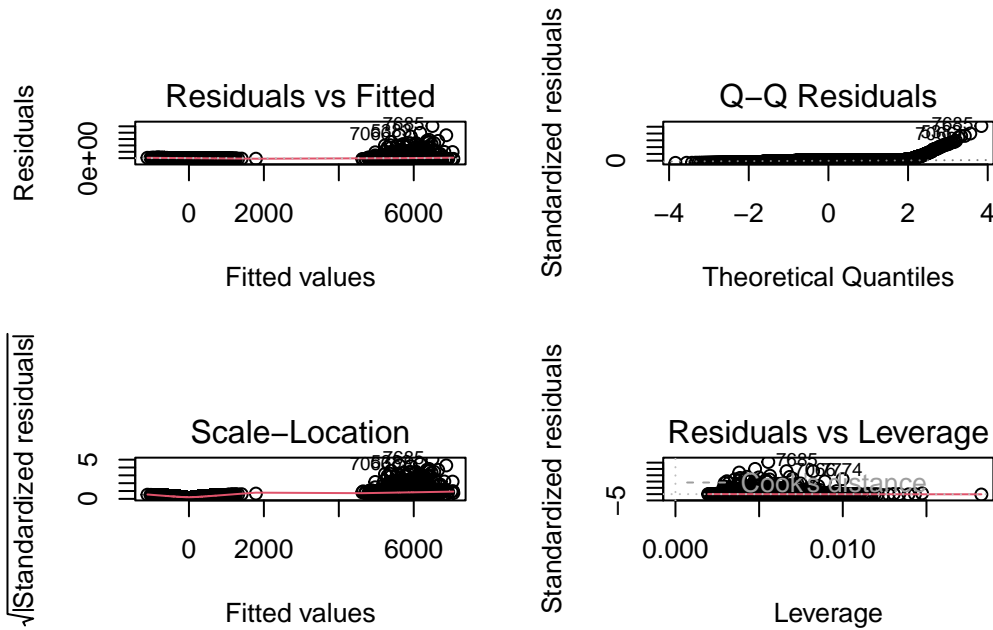 Residuals vs Fitted
Residuals
0e+00
7685
0 2000 6000
Fitted values
Q−Q Residuals
Standardized residuals
0
7685
−4 −2 0 2 4
Theoretical Quantiles
Scale−Location
√|Standardized residuals|
0 5
7685
0 2000 6000
Fitted values
Residuals vs Leverage
Standardized residuals
−5
7685
7066
7774
Cook's distance
0.000 0.010
Leverage